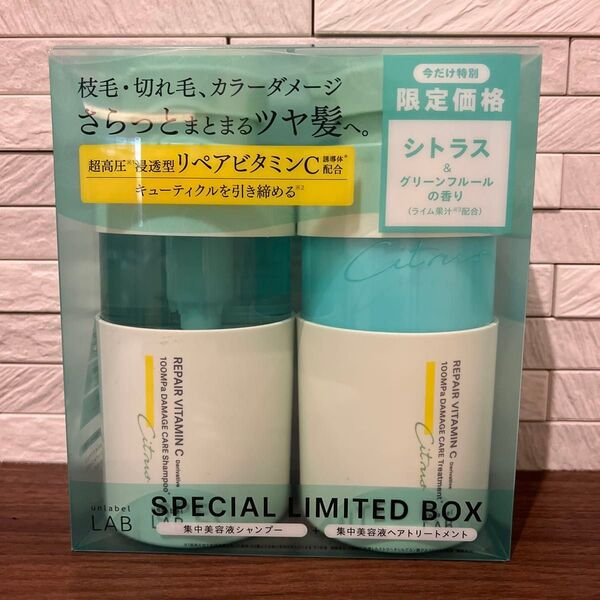 枝毛・切れ毛、カラーダメージ
さらっとまとまるツヤ髪へ。
超高圧※1浸透型リペアビタミンC誘導体※配合
キューティクルを引き締める※2
今だけ特別
限定価格
シトラス
&
グリーンフルール
の香り
(ライム果汁※3配合)
Citrus
REPAIR VITAMIN C Derivative
100MPa DAMAGE CARE Shampoo
Citrus
REPAIR VITAMIN C Derivative
100MPa DAMAGE CARE Treatment
Citrus
unlabel
LAB
SPECIAL LIMITED BOX
集中美容液シャンプー + 集中美容液ヘアトリートメント